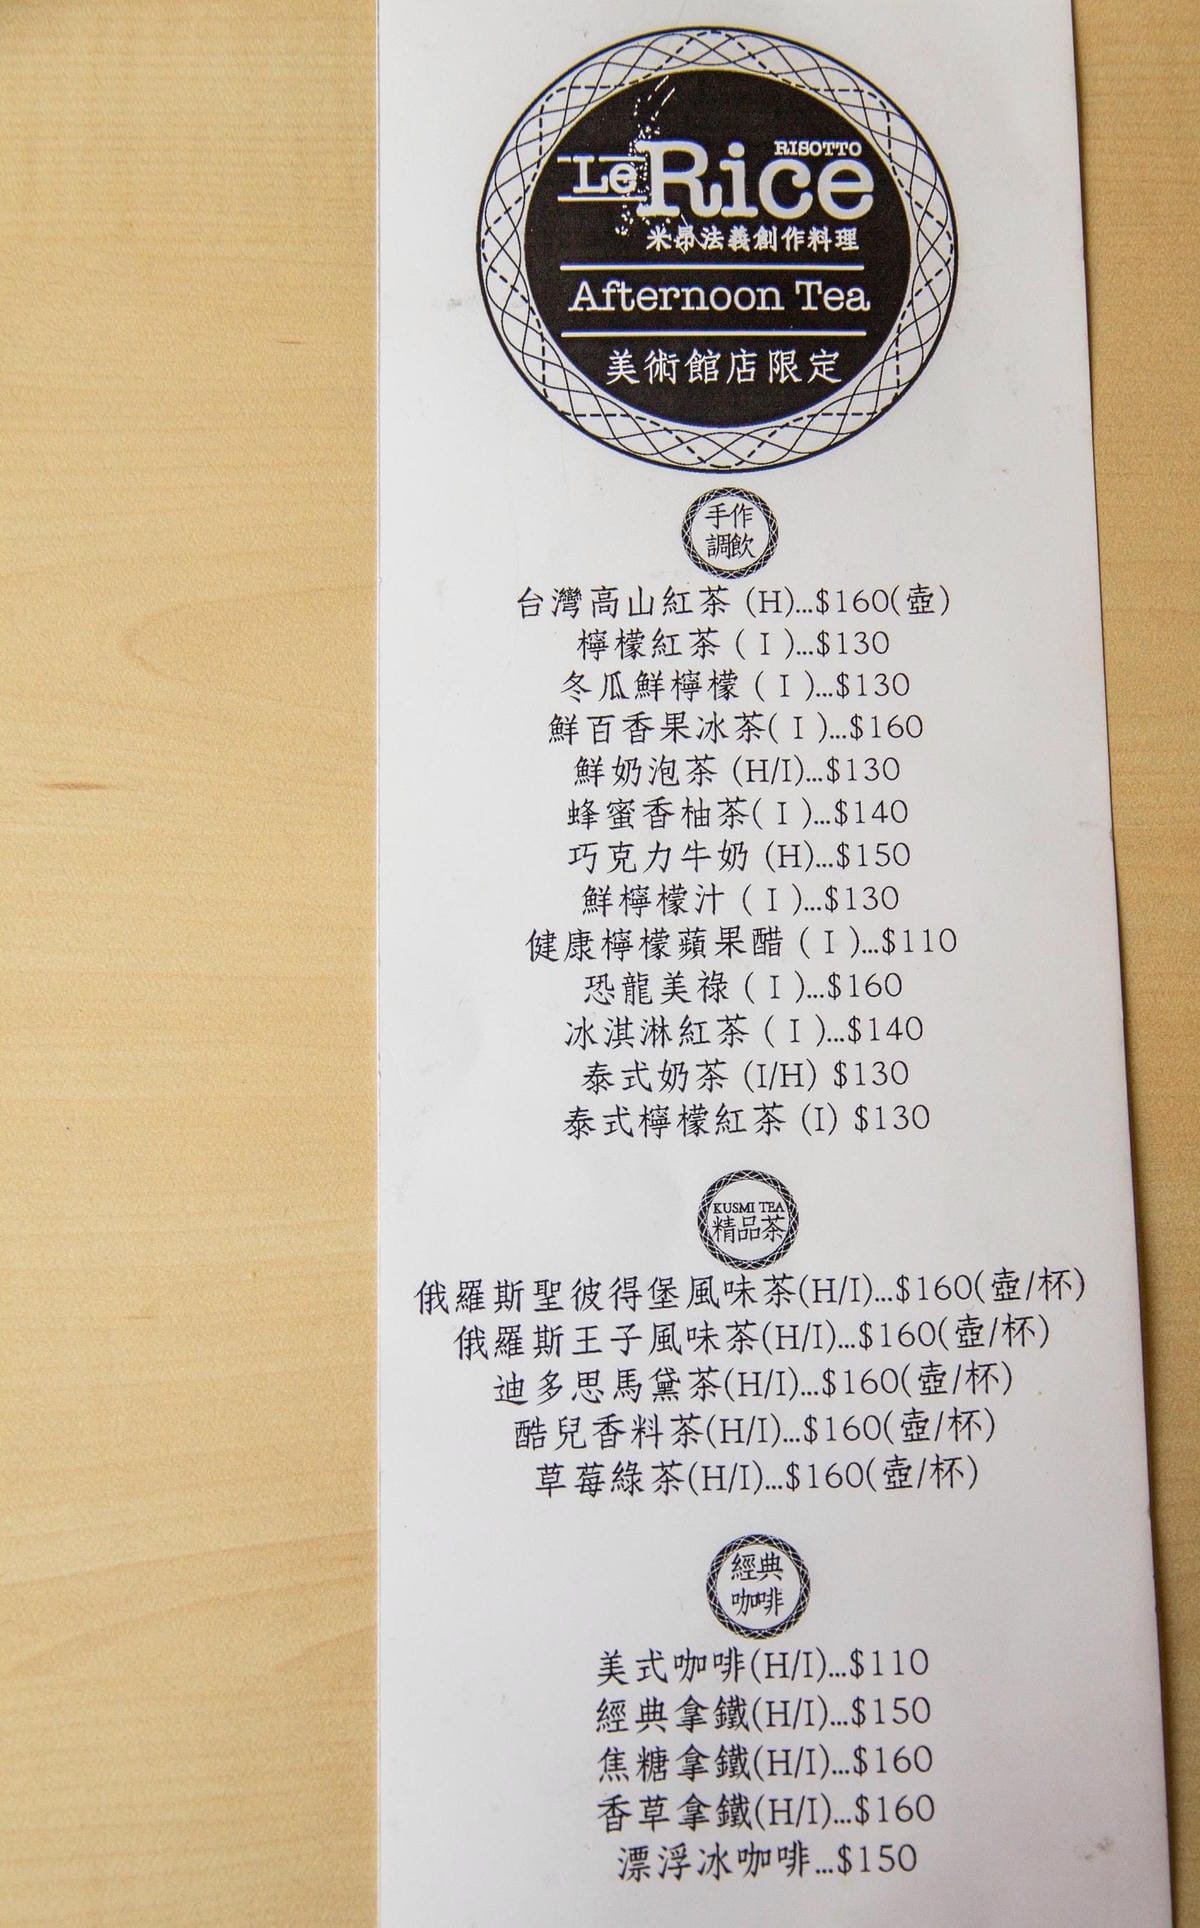 RISOTTO
Le Rice
米昂法義創作料理
Afternoon Tea
美術館店限定
手作
調飲
台灣高山紅茶 (H)...$160(壺)
檸檬紅茶 ( I )...$130
冬瓜鮮檸檬 ( I )...$130
鮮百香果冰茶( I )...$160
鮮奶泡茶 (H/I)...$130
蜂蜜香柚茶( I )...$140
巧克力牛奶 (H)...$150
鮮檸檬汁 ( I )...$130
健康檸檬蘋果醋 ( I )...$110
恐龍美祿 ( I )...$160
冰淇淋紅茶 ( I )...$140
泰式奶茶 (I/H) $130
泰式檸檬紅茶 (I) $130
KUSMI TEA
精品茶
俄羅斯聖彼得堡風味茶(H/I)...$160(壺/杯)
俄羅斯王子風味茶(H/I)...$160(壺/杯)
迪多思馬黛茶(H/I)...$160(壺/杯)
酷兒香料茶(H/I)...$160(壺/杯)
草莓綠茶(H/I)...$160(壺/杯)
經典
咖啡
美式咖啡(H/I)...$110
經典拿鐵(H/I)...$150
焦糖拿鐵(H/I)...$160
香草拿鐵(H/I)...$160
漂浮冰咖啡...$150